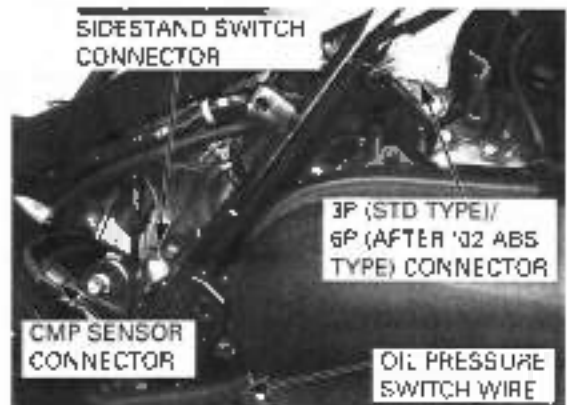 SIDESTAND SWITCH
CONNECTOR
3P (STD TYPE)/
6P (AFTER '02 ABS
TYPE) CONNECTOR
CMP SENSOR
CONNECTOR
OIL PRESSURE
SWITCH WIRE